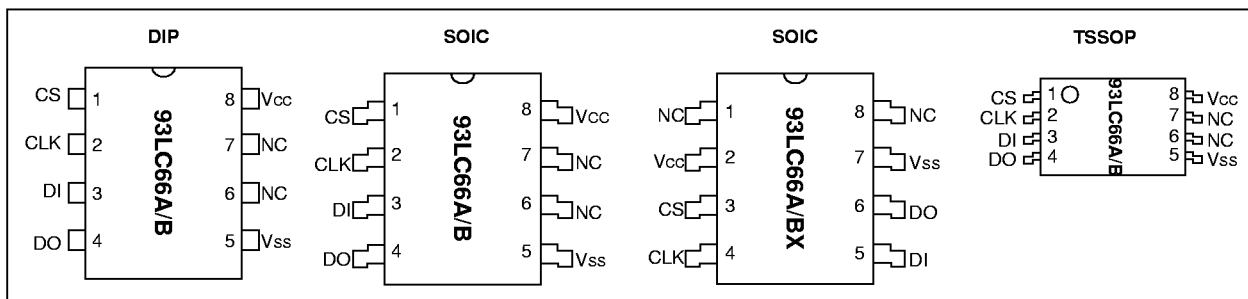 DIP
CS 1 8 Vcc
CLK 2 7 NC
DI 3 6 NC
DO 4 5 Vss
93LC66A/B
SOIC
CS 1 8 Vcc
CLK 2 7 NC
DI 3 6 NC
DO 4 5 Vss
93LC66A/B
SOIC
NC 1 8 NC
Vcc 2 7 Vss
CS 3 6 DO
CLK 4 5 DI
93LC66A/BX
TSSOP
CS 1 8 Vcc
CLK 2 7 NC
DI 3 6 NC
DO 4 5 Vss
93LC66A/B